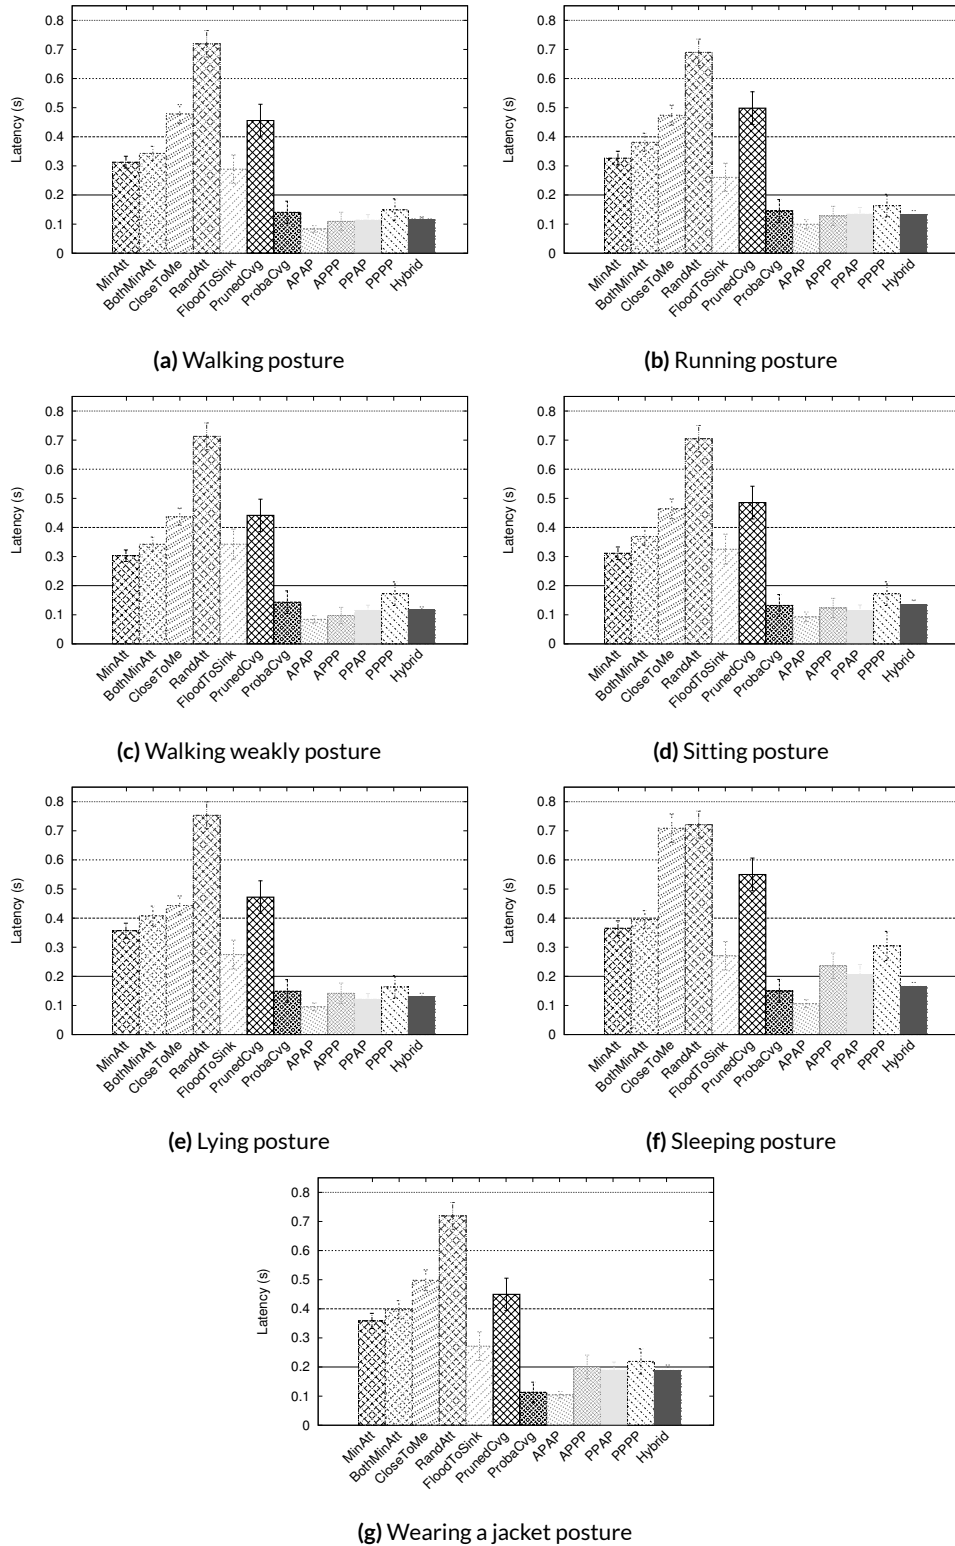 0.8
0.7
0.6
0.5
0.4
0.3
0.2
0.1
0
Latency (s)
MinAtt
BothMinAtt
CloseToMe
RandAtt
FloodToSink
PrunedCvg
ProbaCvg
APAP
APPP
PPAP
PPPP
Hybrid
(a) Walking posture
0.8
0.7
0.6
0.5
0.4
0.3
0.2
0.1
0
Latency (s)
MinAtt
BothMinAtt
CloseToMe
RandAtt
FloodToSink
PrunedCvg
ProbaCvg
APAP
APPP
PPAP
PPPP
Hybrid
(b) Running posture
0.8
0.7
0.6
0.5
0.4
0.3
0.2
0.1
0
Latency (s)
MinAtt
BothMinAtt
CloseToMe
RandAtt
FloodToSink
PrunedCvg
ProbaCvg
APAP
APPP
PPAP
PPPP
Hybrid
(c) Walking weakly posture
0.8
0.7
0.6
0.5
0.4
0.3
0.2
0.1
0
Latency (s)
MinAtt
BothMinAtt
CloseToMe
RandAtt
FloodToSink
PrunedCvg
ProbaCvg
APAP
APPP
PPAP
PPPP
Hybrid
(d) Sitting posture
0.8
0.7
0.6
0.5
0.4
0.3
0.2
0.1
0
Latency (s)
MinAtt
BothMinAtt
CloseToMe
RandAtt
FloodToSink
PrunedCvg
ProbaCvg
APAP
APPP
PPAP
PPPP
Hybrid
(e) Lying posture
0.8
0.7
0.6
0.5
0.4
0.3
0.2
0.1
0
Latency (s)
MinAtt
BothMinAtt
CloseToMe
RandAtt
FloodToSink
PrunedCvg
ProbaCvg
APAP
APPP
PPAP
PPPP
Hybrid
(f) Sleeping posture
0.8
0.7
0.6
0.5
0.4
0.3
0.2
0.1
0
Latency (s)
MinAtt
BothMinAtt
CloseToMe
RandAtt
FloodToSink
PrunedCvg
ProbaCvg
APAP
APPP
PPAP
PPPP
Hybrid
(g) Wearing a jacket posture